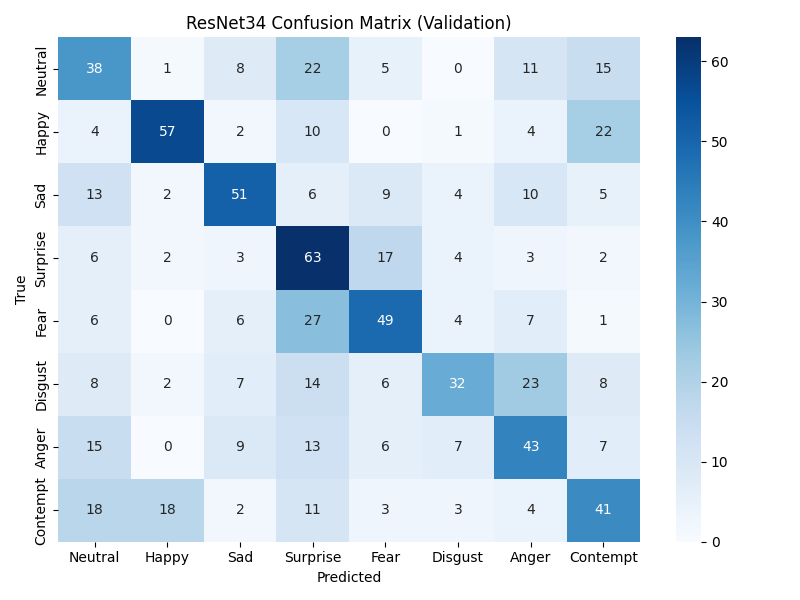 ResNet34 Confusion Matrix (Validation)
True
Neutral 38 1 8 22 5 0 11 15
Happy 4 57 2 10 0 1 4 22
Sad 13 2 51 6 9 4 10 5
Surprise 6 2 3 63 17 4 3 2
Fear 6 0 6 27 49 4 7 1
Disgust 8 2 7 14 6 32 23 8
Anger 15 0 9 13 6 7 43 7
Contempt 18 18 2 11 3 3 4 41
Neutral Happy Sad Surprise Fear Disgust Anger Contempt
Predicted
60
50
40
30
20
10
0